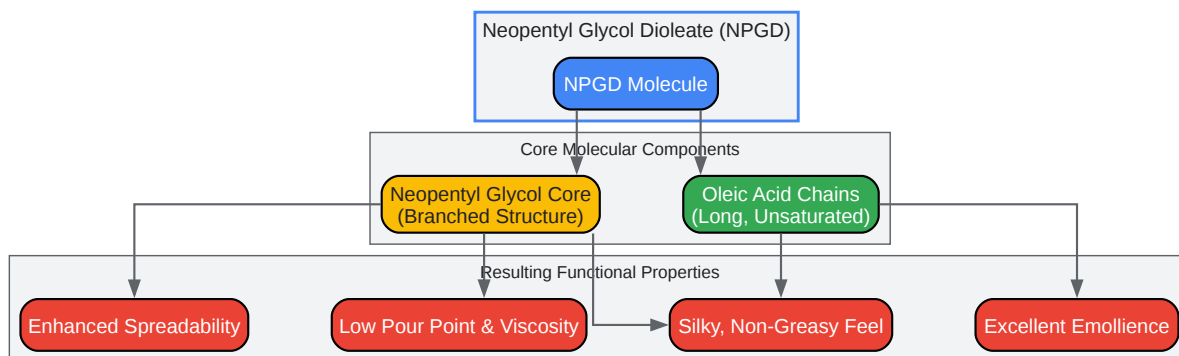 Neopentyl Glycol Dioleate (NPGD)
NPGD Molecule
Core Molecular Components
Neopentyl Glycol Core
(Branched Structure)
Oleic Acid Chains
(Long, Unsaturated)
Resulting Functional Properties
Enhanced Spreadability
Low Pour Point & Viscosity
Silky, Non-Greasy Feel
Excellent Emollience